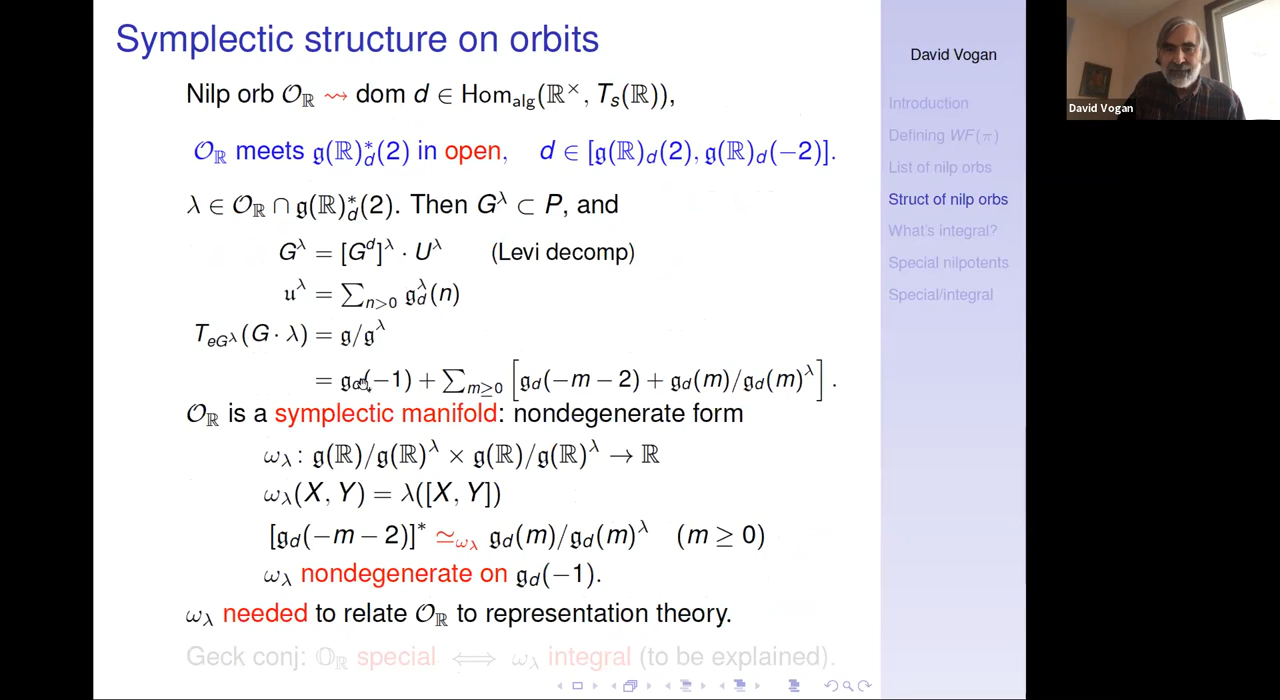 Symplectic structure on orbits
Nilp orb 𝒪_ℝ ⇝ dom d ∈ Hom_alg(ℝ^×, T_s(ℝ)),
𝒪_ℝ meets 𝔤(ℝ)_d^*(2) in open, d ∈ [𝔤(ℝ)_d(2), 𝔤(ℝ)_d(−2)].
λ ∈ 𝒪_ℝ ∩ 𝔤(ℝ)_d^*(2). Then G^λ ⊂ P, and
G^λ = [G^d]^λ · U^λ (Levi decomp)
𝔲^λ = ∑_{n>0} 𝔤_d^λ(n)
T_{eG^λ}(G · λ) = 𝔤/𝔤^λ
= 𝔤_d(−1) + ∑_{m≥0} [𝔤_d(−m − 2) + 𝔤_d(m)/𝔤_d(m)^λ].
𝒪_ℝ is a symplectic manifold: nondegenerate form
ω_λ : 𝔤(ℝ)/𝔤(ℝ)^λ × 𝔤(ℝ)/𝔤(ℝ)^λ → ℝ
ω_λ(X, Y) = λ([X, Y])
[𝔤_d(−m − 2)]^* ≃_{ω_λ} 𝔤_d(m)/𝔤_d(m)^λ (m ≥ 0)
ω_λ nondegenerate on 𝔤_d(−1).
ω_λ needed to relate 𝒪_ℝ to representation theory.
Geck conj: 𝕆_ℝ special ⟺ ω_λ integral (to be explained).
David Vogan
Introduction
Defining WF(π)
List of nilp orbs
Struct of nilp orbs
What's integral?
Special nilpotents
Special/integral
David Vogan